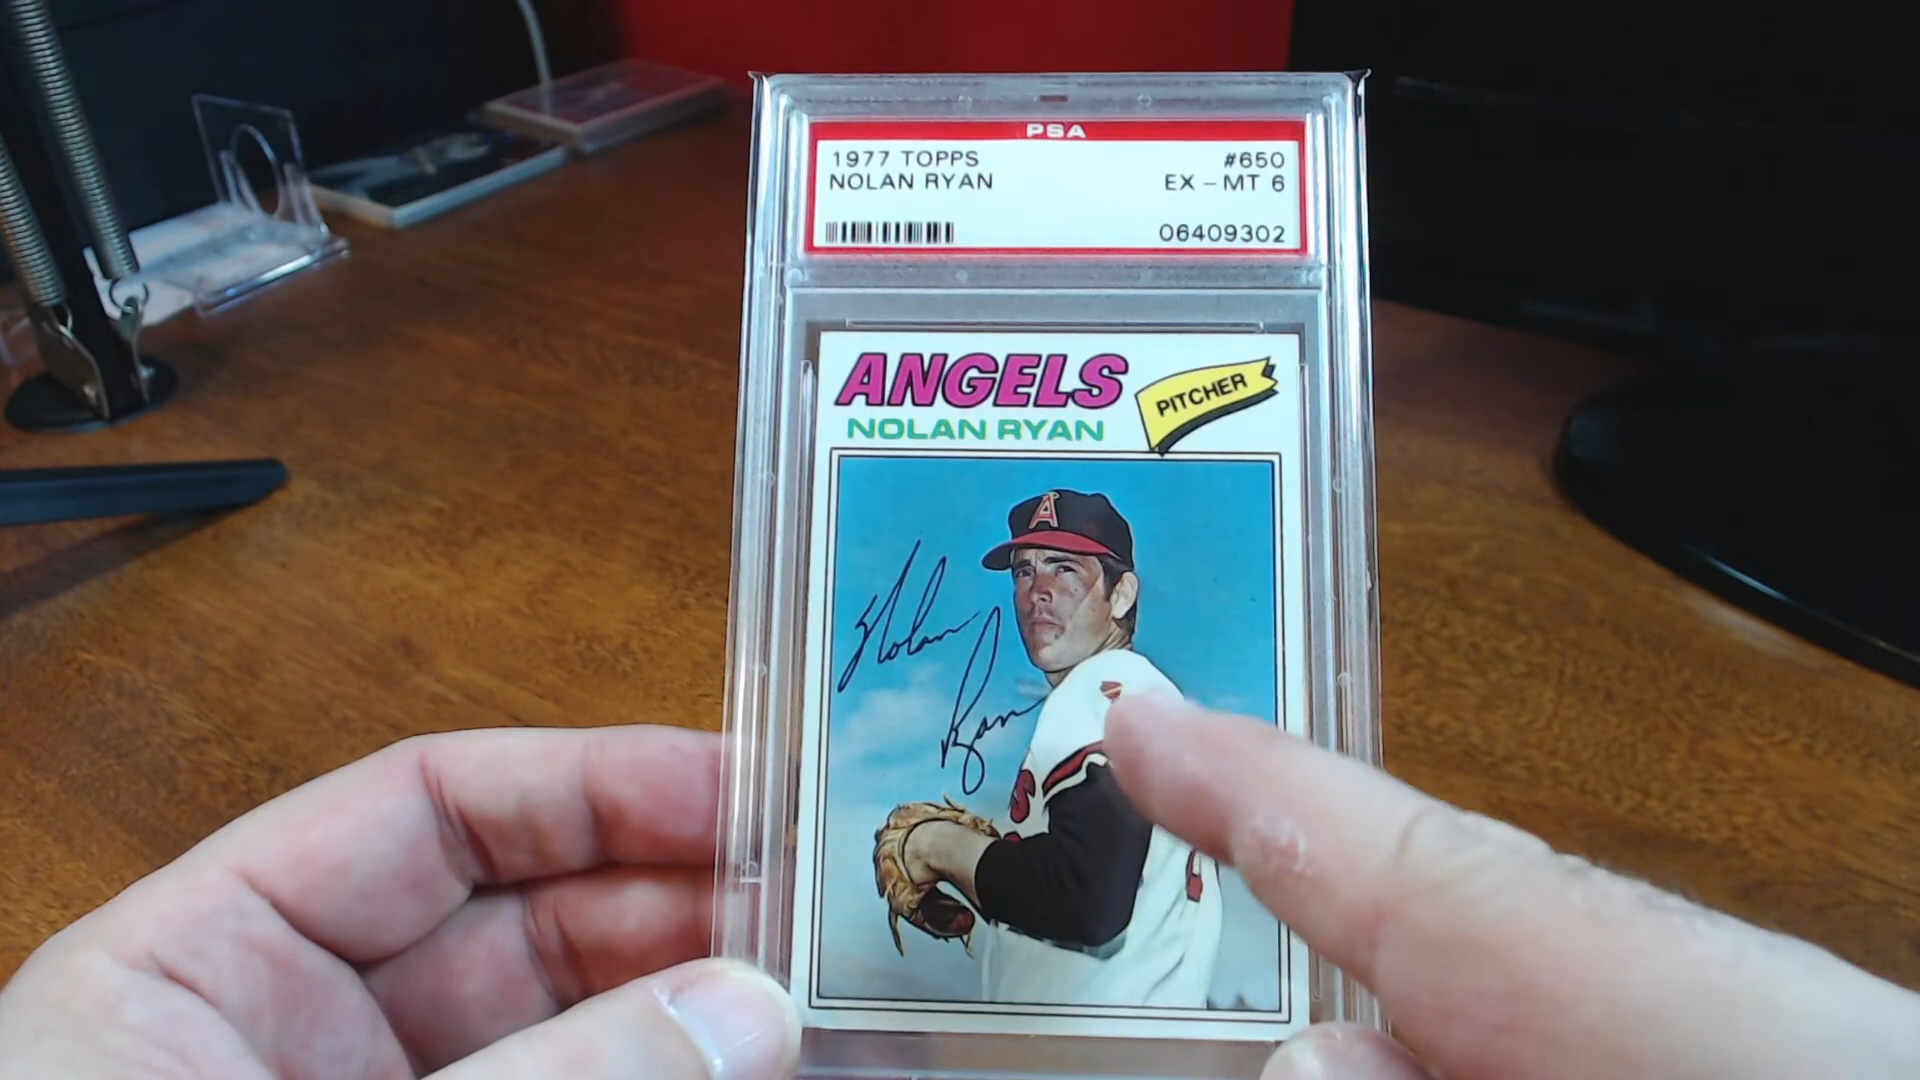 PSA
1977 TOPPS #650
NOLAN RYAN EX - MT 6
06409302
ANGELS
PITCHER
NOLAN RYAN
A
Nolan
Ryan